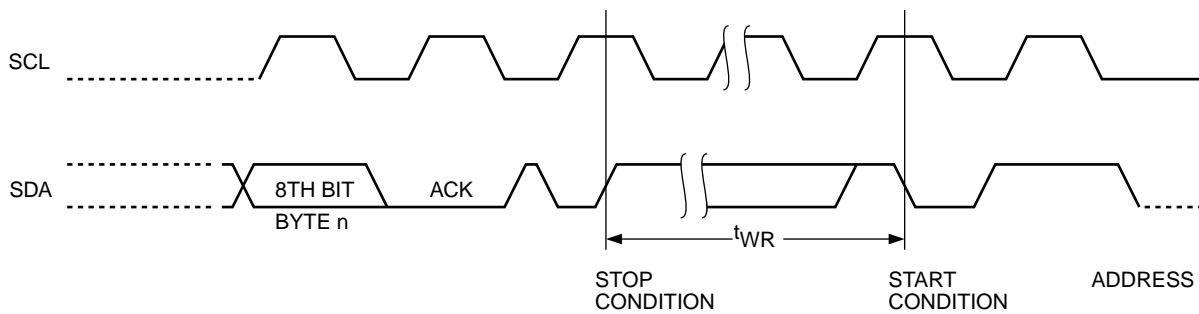 SCL
SDA
8TH BIT
ACK
BYTE n
tWR
STOP
CONDITION
START
CONDITION
ADDRESS